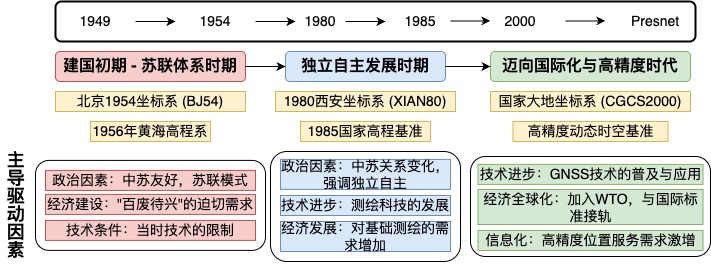 1949
1954
1980
1985
2000
Presnet
建国初期 - 苏联体系时期
独立自主发展时期
迈向国际化与高精度时代
北京1954坐标系 (BJ54)
1980西安坐标系 (XIAN80)
国家大地坐标系 (CGCS2000)
1956年黄海高程系
1985国家高程基准
高精度动态时空基准
主导驱动因素
政治因素：中苏友好，苏联模式
经济建设："百废待兴"的迫切需求
技术条件：当时技术的限制
政治因素：中苏关系变化，
强调独立自主
技术进步：测绘科技的发展
经济发展：对基础测绘的需
求增加
技术进步：GNSS技术的普及与应用
经济全球化：加入WTO，与国际标
准接轨
信息化：高精度位置服务需求激增